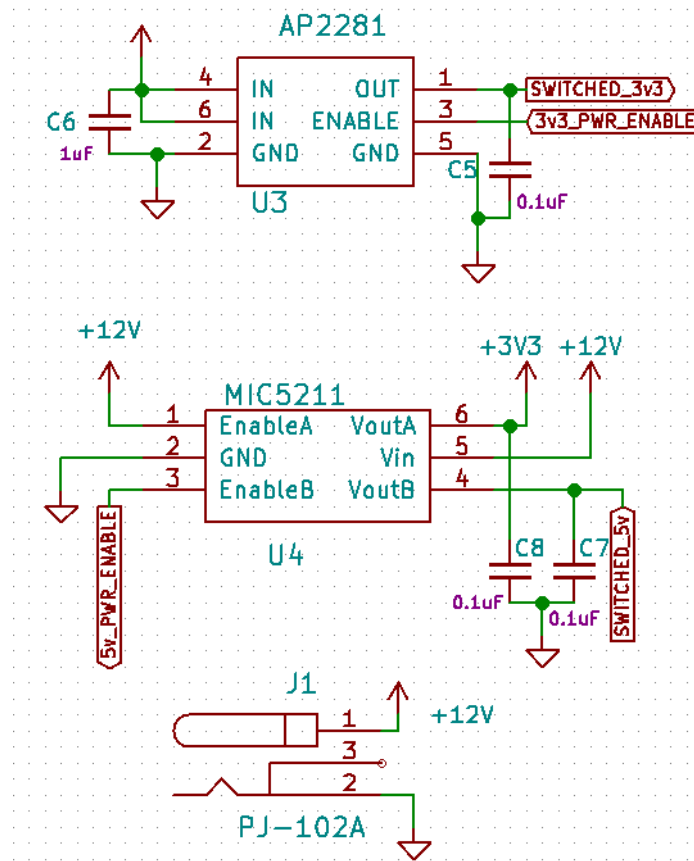 AP2281
4 IN OUT 1 SWITCHED_3v3
C6 6 IN ENABLE 3 3v3_PWR_ENABLE
1uF 2 GND GND 5
C5
U3 0.1uF
+12V +3V3 +12V
MIC5211
1 EnableA VoutA 6
2 GND Vin 5
3 EnableB VoutB 4
5v_PWR_ENABLE
U4 C8 C7 SWITCHED_5v
0.1uF 0.1uF
J1
1 +12V
3
2
PJ-102A